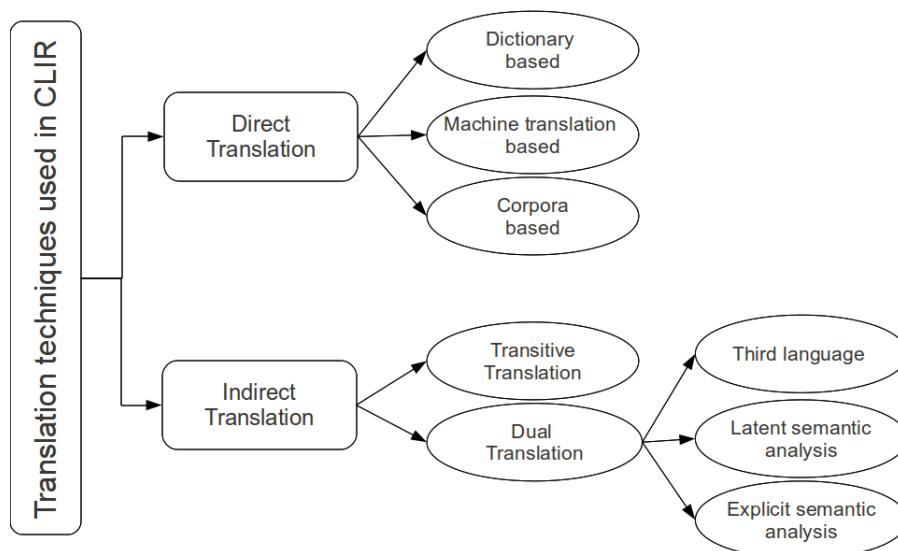 Translation techniques used in CLIR
Direct
Translation
Dictionary
based
Machine translation
based
Corpora
based
Indirect
Translation
Transitive
Translation
Dual
Translation
Third language
Latent semantic
analysis
Explicit semantic
analysis